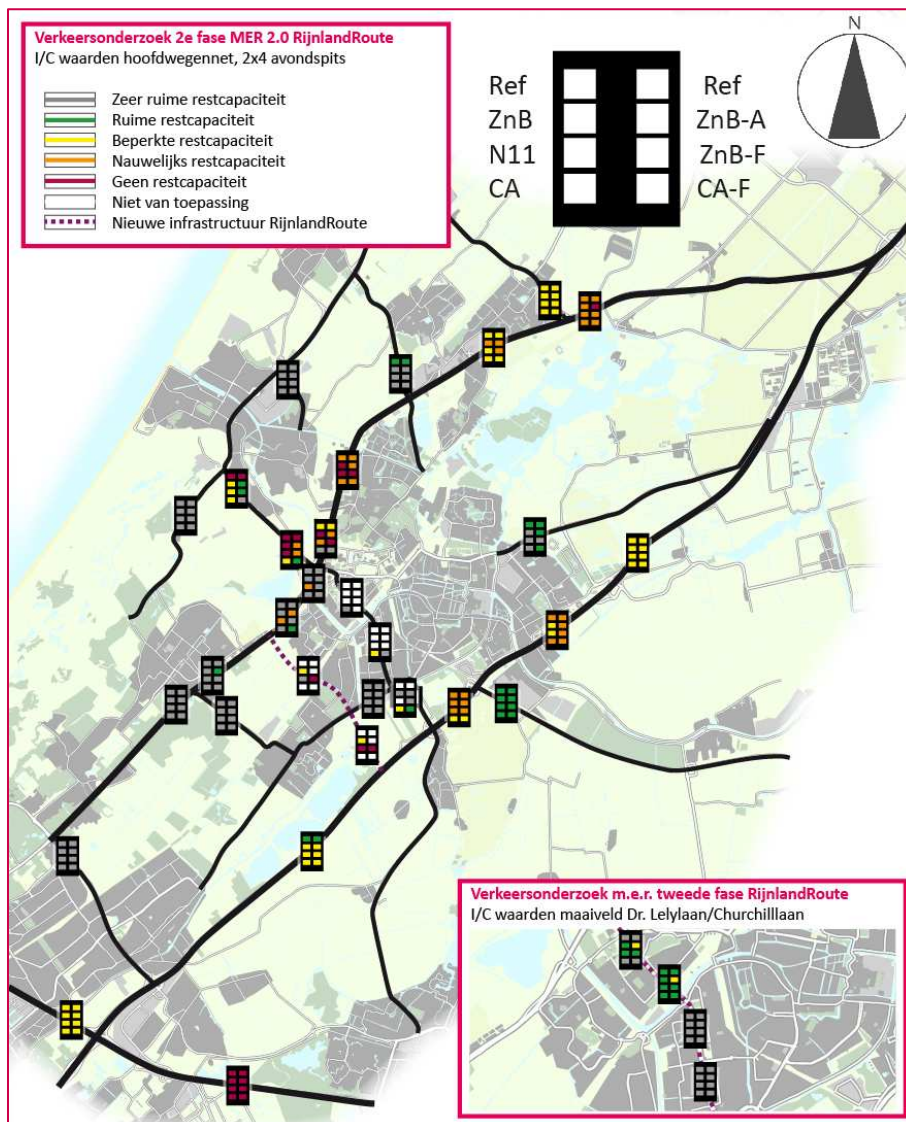 Verkeersonderzoek 2e fase MER 2.0 RijnlandRoute
I/C waarden hoofdwegennet, 2x4 avondspits
Zeer ruime restcapaciteit
Ruime restcapaciteit
Beperkte restcapaciteit
Nauwelijks restcapaciteit
Geen restcapaciteit
Niet van toepassing
Nieuwe infrastructuur RijnlandRoute
Ref Ref
ZnB ZnB-A
N11 ZnB-F
CA CA-F
N
Verkeersonderzoek m.e.r. tweede fase RijnlandRoute
I/C waarden maaiveld Dr. Lelylaan/Churchilllaan